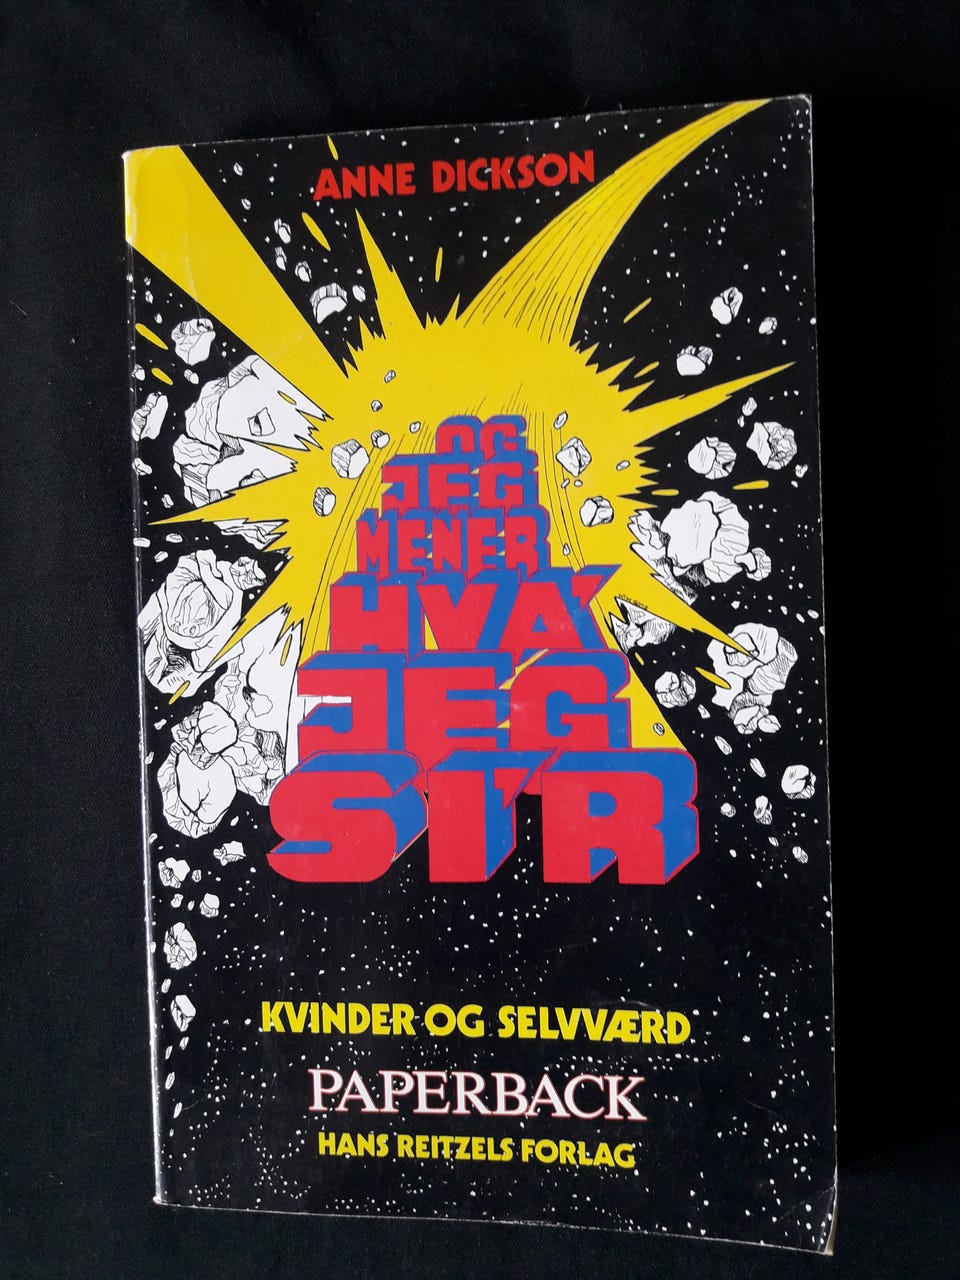 ANNE DICKSON
OG
JEG
MENER
HVA'
JEG
SI'R
KVINDER OG SELVVÆRD
PAPERBACK
HANS REITZELS FORLAG